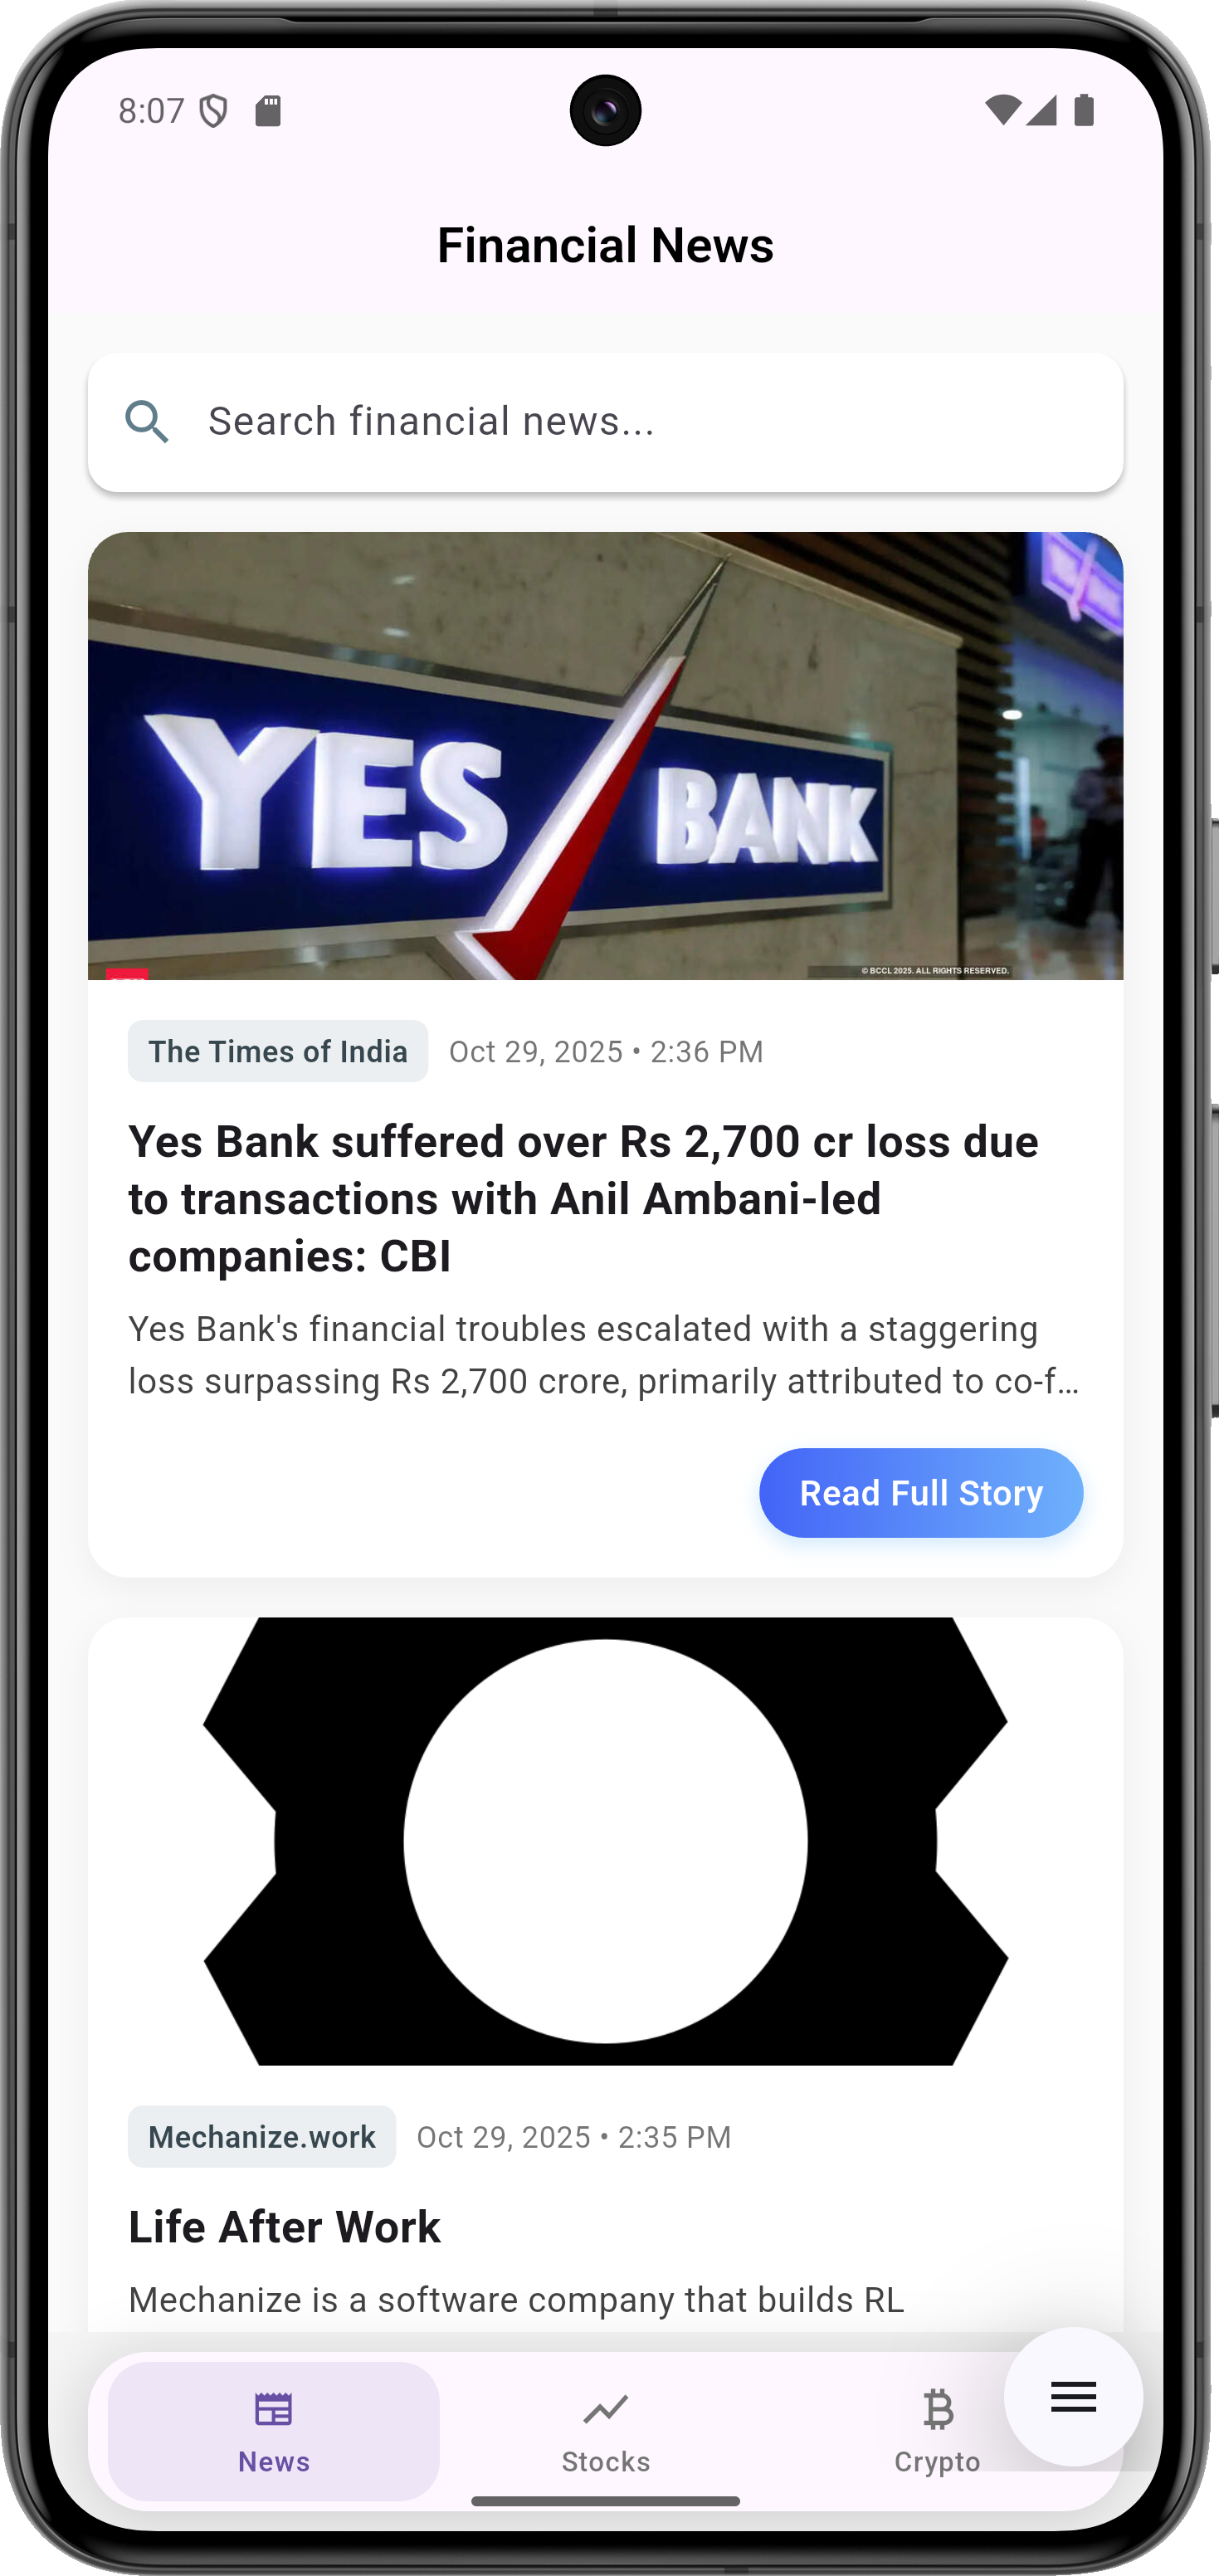 8:07
Financial News
Search financial news...
YES BANK
© BCCL 2025. ALL RIGHTS RESERVED.
The Times of India
Oct 29, 2025 • 2:36 PM
Yes Bank suffered over Rs 2,700 cr loss due
to transactions with Anil Ambani-led
companies: CBI
Yes Bank's financial troubles escalated with a staggering
loss surpassing Rs 2,700 crore, primarily attributed to co-f…
Read Full Story
Mechanize.work
Oct 29, 2025 • 2:35 PM
Life After Work
Mechanize is a software company that builds RL
News
Stocks
Crypto